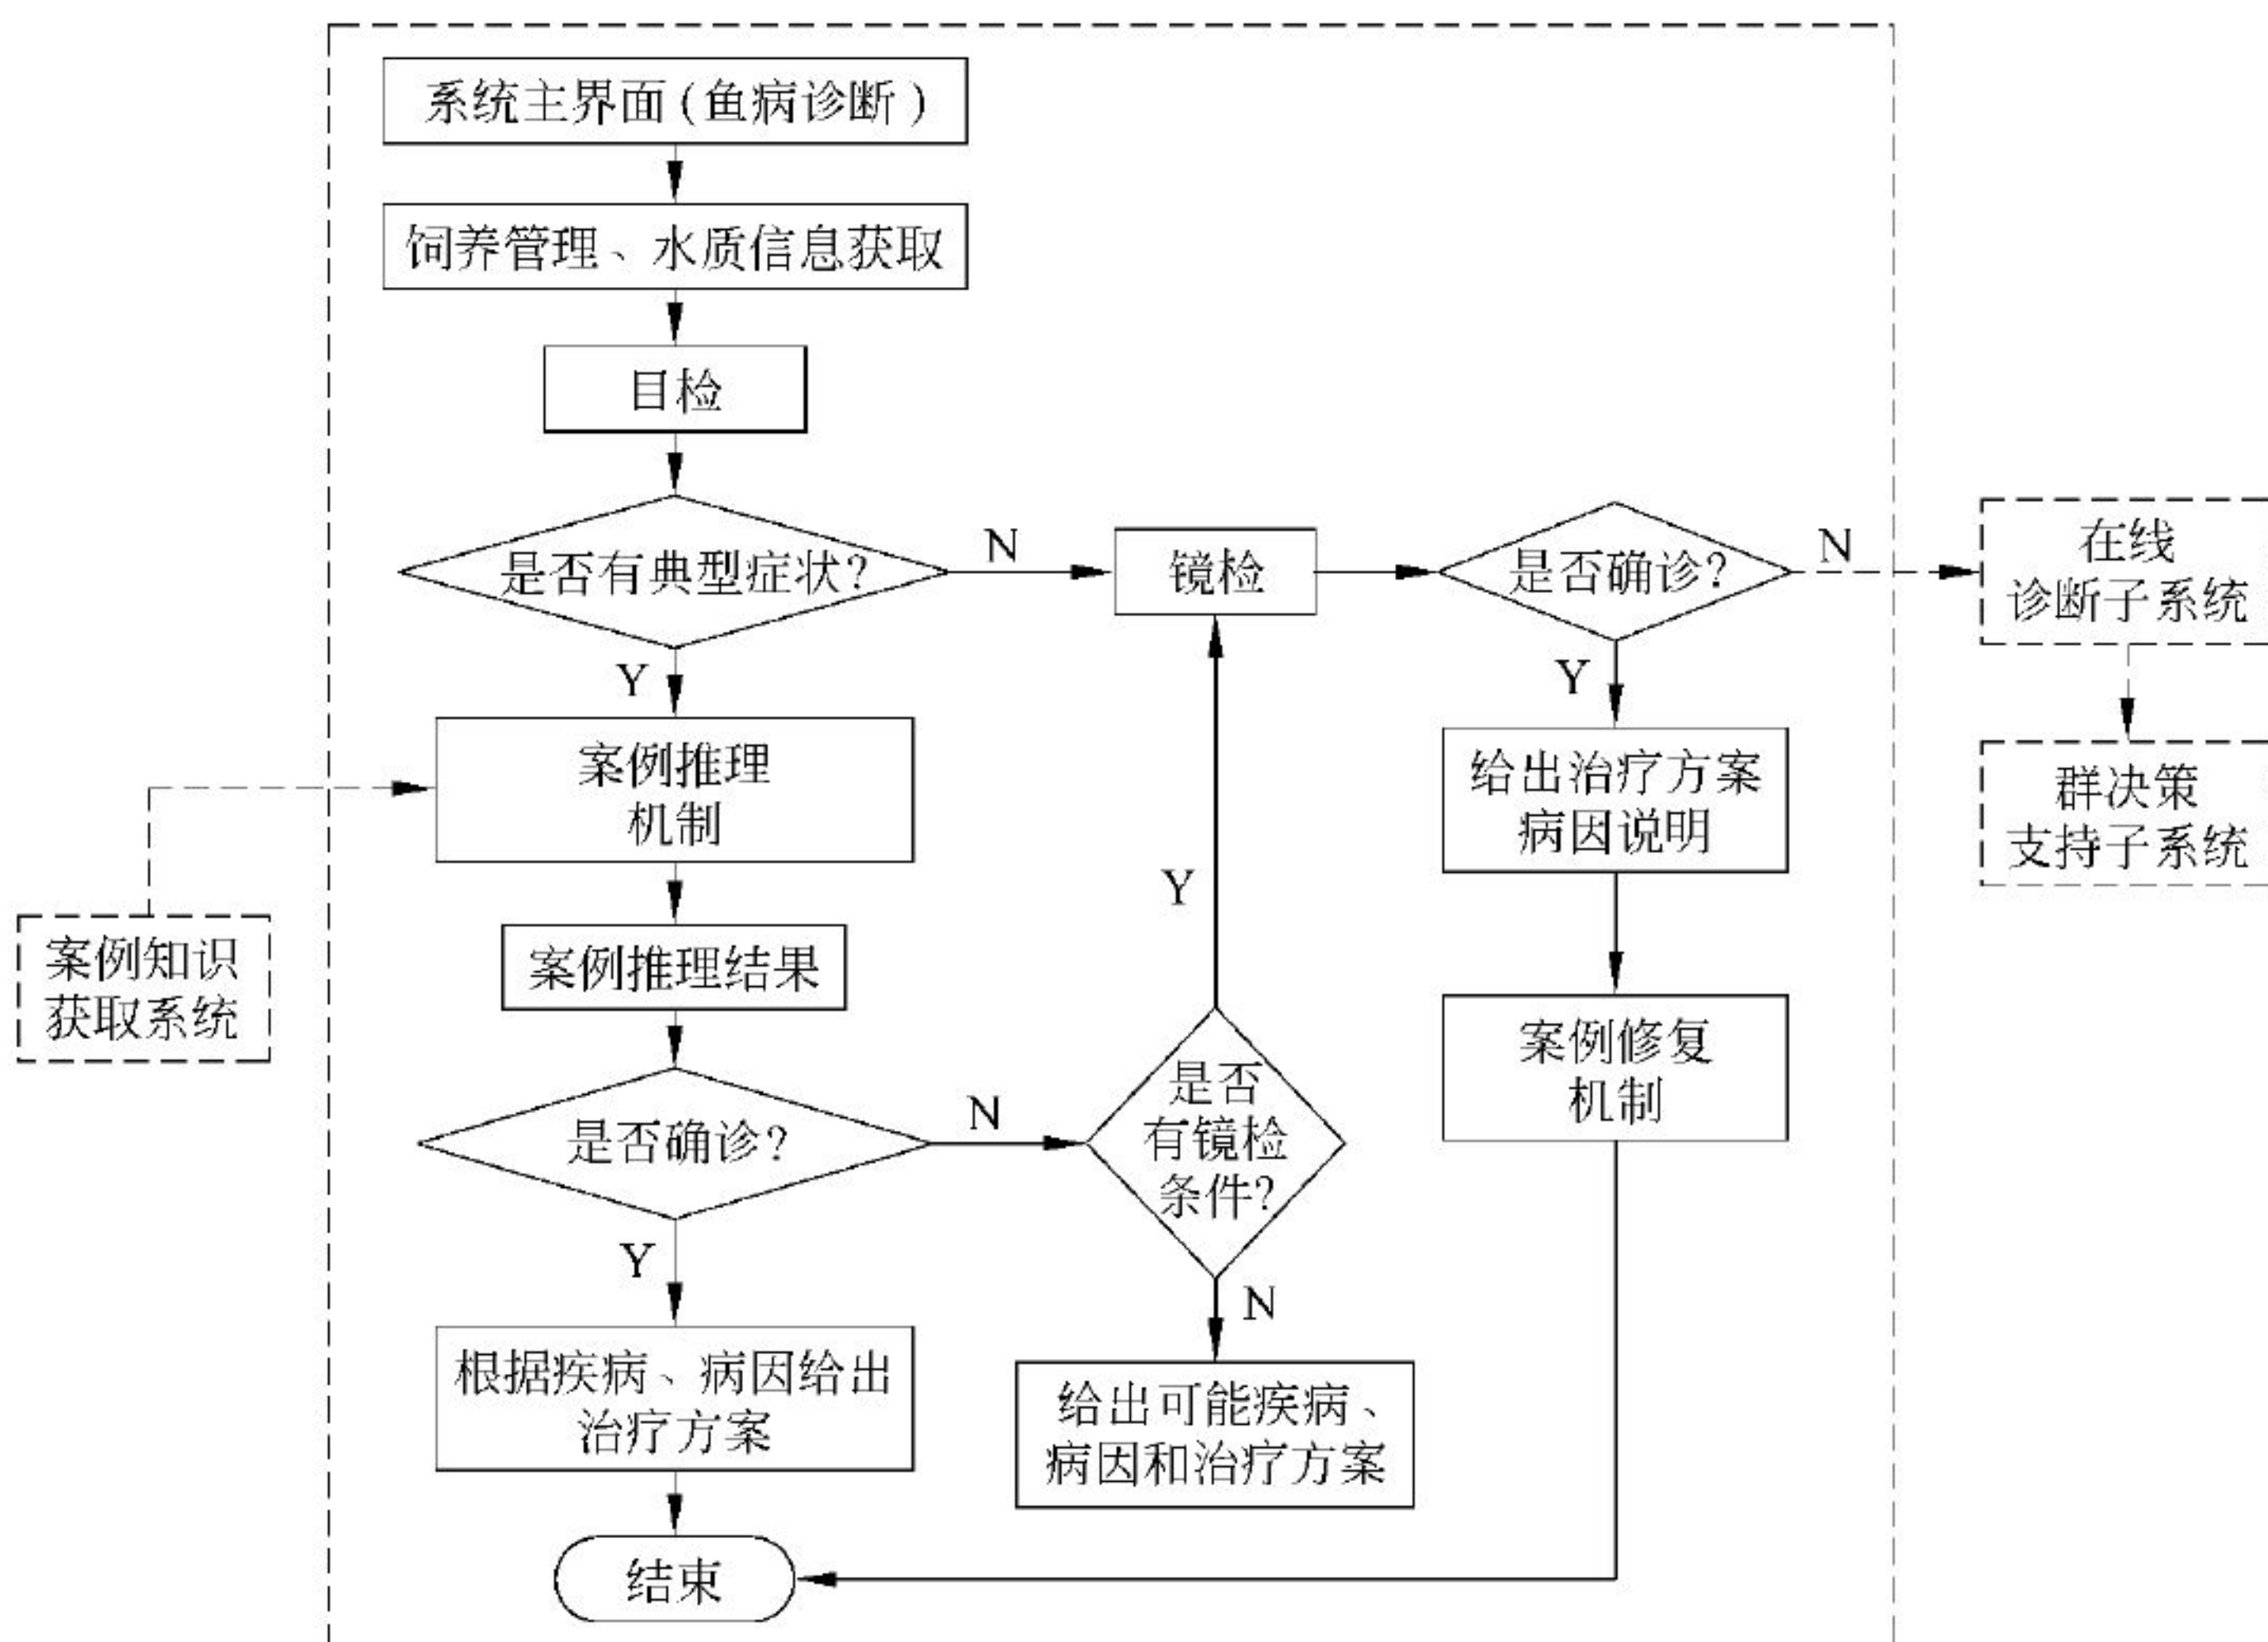 系统主界面(鱼病诊断)
饲养管理、水质信息获取
目检
是否有典型症状?
N
镜检
是否确诊?
N
在线
诊断子系统
Y
Y
案例推理
机制
给出治疗方案
病因说明
群决策
支持子系统
Y
案例知识
获取系统
案例推理结果
案例修复
机制
是否确诊?
N
是否
有镜检
条件?
Y
N
根据疾病、病因给出
治疗方案
给出可能疾病、
病因和治疗方案
结束